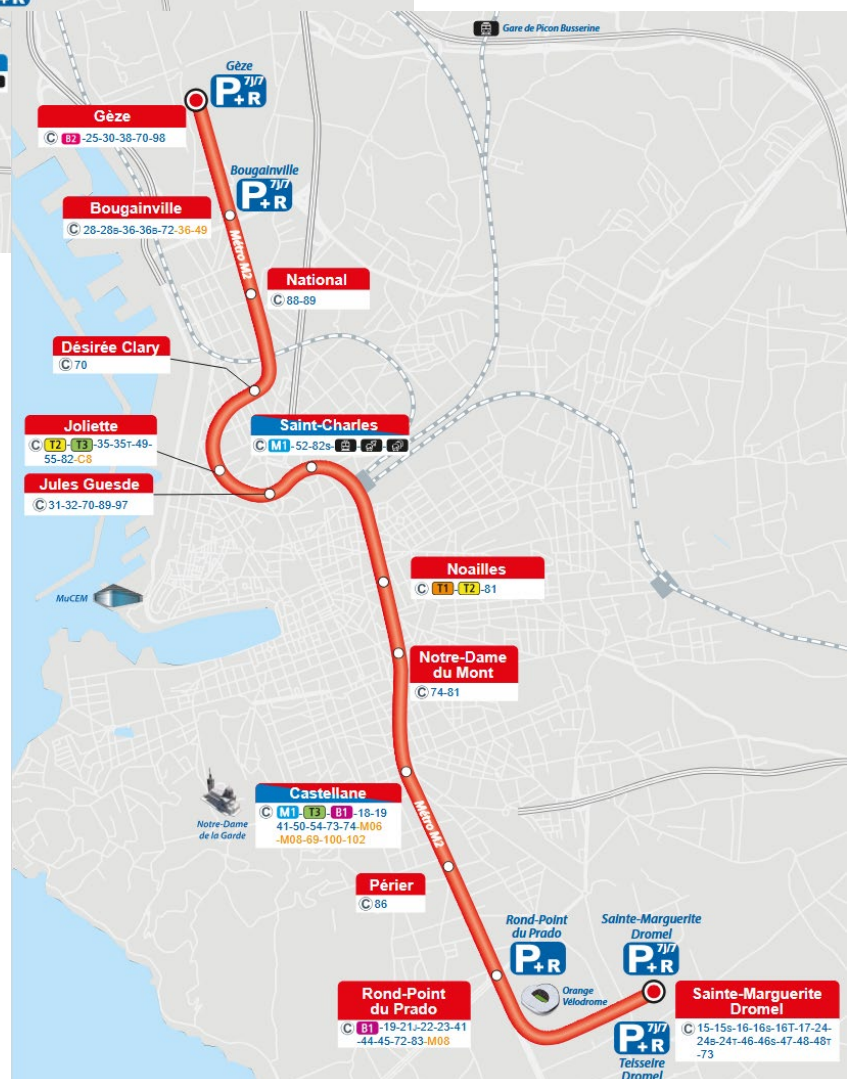 +R
Gare de Picon Busserine
Gèze
P+R 7j/7
Gèze
C B2 -25-30-38-70-98
Bougainville
P+R 7j/7
Bougainville
C 28-28B-36-36B-72-36-49
Métro M2
National
C 88-89
Désirée Clary
C 70
Joliette
C T2 - T3 -35-35T-49-
55-82-C8
Saint-Charles
C M1 -52-82s-
Jules Guesde
C 31-32-70-89-97
Noailles
C T1 - T2 -81
MuCEM
Notre-Dame
du Mont
C 74-81
Castellane
C M1 - T3 - B1 -18-19
41-50-54-73-74-M06
-M08-69-100-102
Notre-Dame
de la Garde
Métro M2
Périer
C 86
Rond-Point
du Prado
P+R
Sainte-Marguerite
Dromel
P+R 7j/7
Orange
Vélodrome
Rond-Point
du Prado
C B1 -19-21J-22-23-41
-44-45-72-83-M08
Sainte-Marguerite
Dromel
C 15-15s-16-16s-16T-17-24-
24B-24T-46-46s-47-48-48T
-73
P+R 7j/7
Teisseire
Dromel